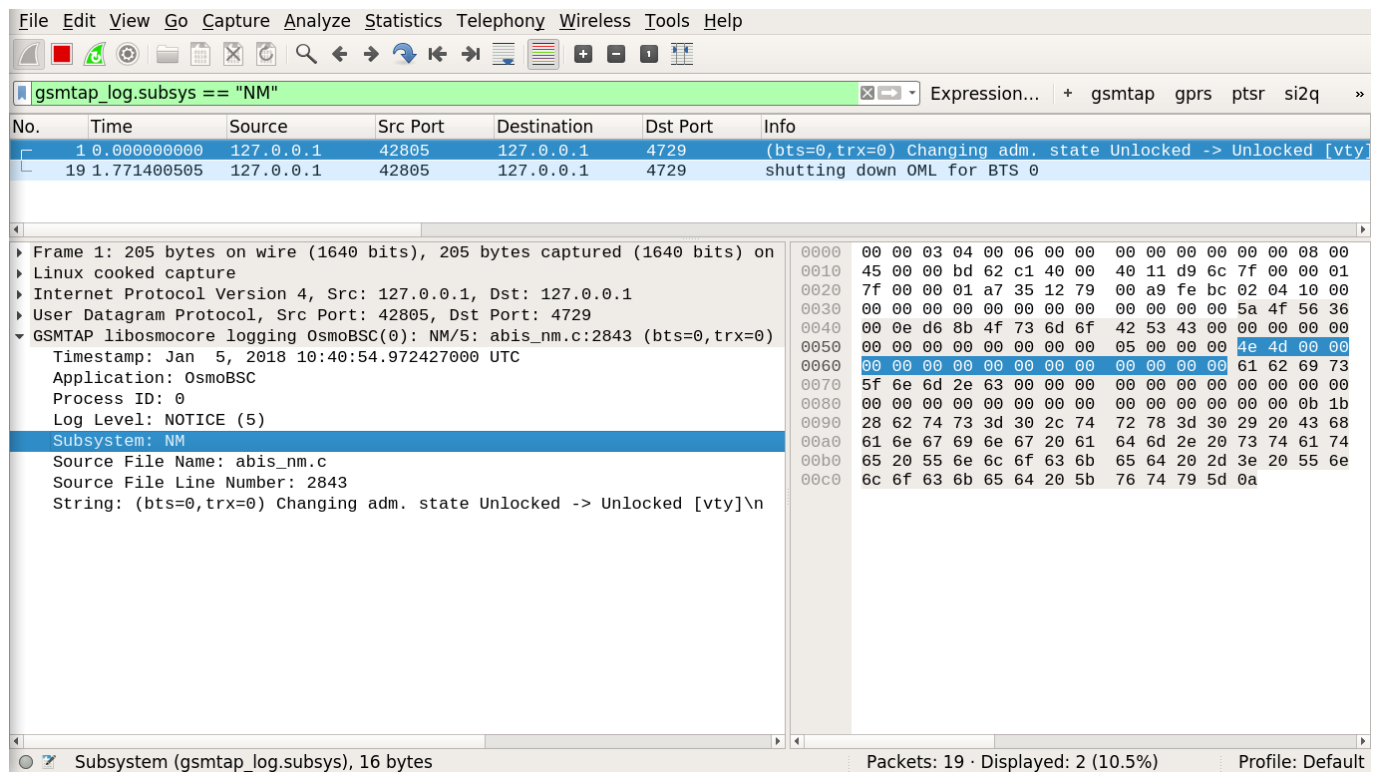 File Edit View Go Capture Analyze Statistics Telephony Wireless Tools Help
gsmtap_log.subsys == "NM" Expression… + gsmtap gprs ptsr si2q »
No. Time Source Src Port Destination Dst Port Info
1 0.000000000 127.0.0.1 42805 127.0.0.1 4729 (bts=0,trx=0) Changing adm. state Unlocked -> Unlocked [vty]
19 1.771400505 127.0.0.1 42805 127.0.0.1 4729 shutting down OML for BTS 0
Frame 1: 205 bytes on wire (1640 bits), 205 bytes captured (1640 bits) on
Linux cooked capture
Internet Protocol Version 4, Src: 127.0.0.1, Dst: 127.0.0.1
User Datagram Protocol, Src Port: 42805, Dst Port: 4729
GSMTAP libosmocore logging OsmoBSC(0): NM/5: abis_nm.c:2843 (bts=0,trx=0)
Timestamp: Jan  5, 2018 10:40:54.972427000 UTC
Application: OsmoBSC
Process ID: 0
Log Level: NOTICE (5)
Subsystem: NM
Source File Name: abis_nm.c
Source File Line Number: 2843
String: (bts=0,trx=0) Changing adm. state Unlocked -> Unlocked [vty]\n
0000 00 00 03 04 00 06 00 00 00 00 00 00 00 00 08 00
0010 45 00 00 bd 62 c1 40 00 40 11 d9 6c 7f 00 00 01
0020 7f 00 00 01 a7 35 12 79 00 a9 fe bc 02 04 10 00
0030 00 00 00 00 00 00 00 00 00 00 00 00 5a 4f 56 36
0040 00 0e d6 8b 4f 73 6d 6f 42 53 43 00 00 00 00 00
0050 00 00 00 00 00 00 00 00 05 00 00 00 4e 4d 00 00
0060 00 00 00 00 00 00 00 00 00 00 00 00 61 62 69 73
0070 5f 6e 6d 2e 63 00 00 00 00 00 00 00 00 00 00 00
0080 00 00 00 00 00 00 00 00 00 00 00 00 00 00 0b 1b
0090 28 62 74 73 3d 30 2c 74 72 78 3d 30 29 20 43 68
00a0 61 6e 67 69 6e 67 20 61 64 6d 2e 20 73 74 61 74
00b0 65 20 55 6e 6c 6f 63 6b 65 64 20 2d 3e 20 55 6e
00c0 6c 6f 63 6b 65 64 20 5b 76 74 79 5d 0a
Subsystem (gsmtap_log.subsys), 16 bytes Packets: 19 · Displayed: 2 (10.5%) Profile: Default